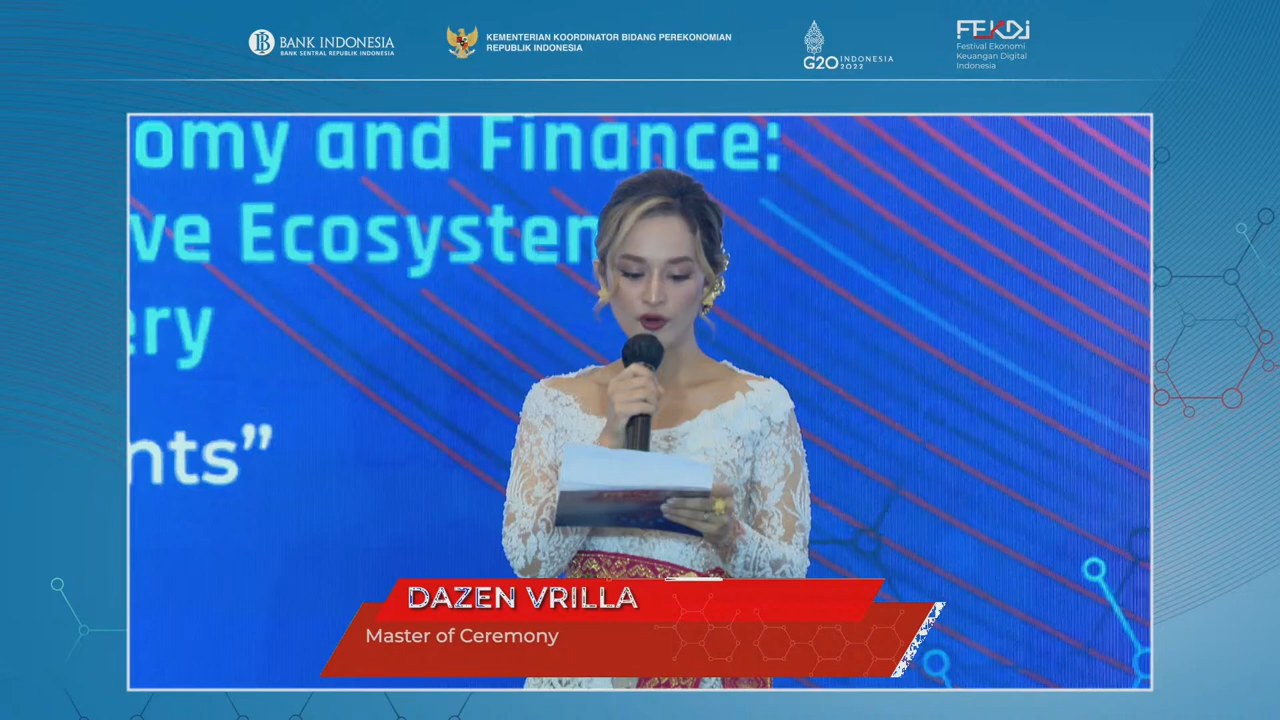 BANK INDONESIA
BANK SENTRAL REPUBLIK INDONESIA
KEMENTERIAN KOORDINATOR BIDANG PEREKONOMIAN
REPUBLIK INDONESIA
G20 INDONESIA
2022
FEKDi
Festival Ekonomi
Keuangan Digital
Indonesia
omy and Finance:
ve Ecosystem
ery
nts”
DAZEN VRILLA
Master of Ceremony